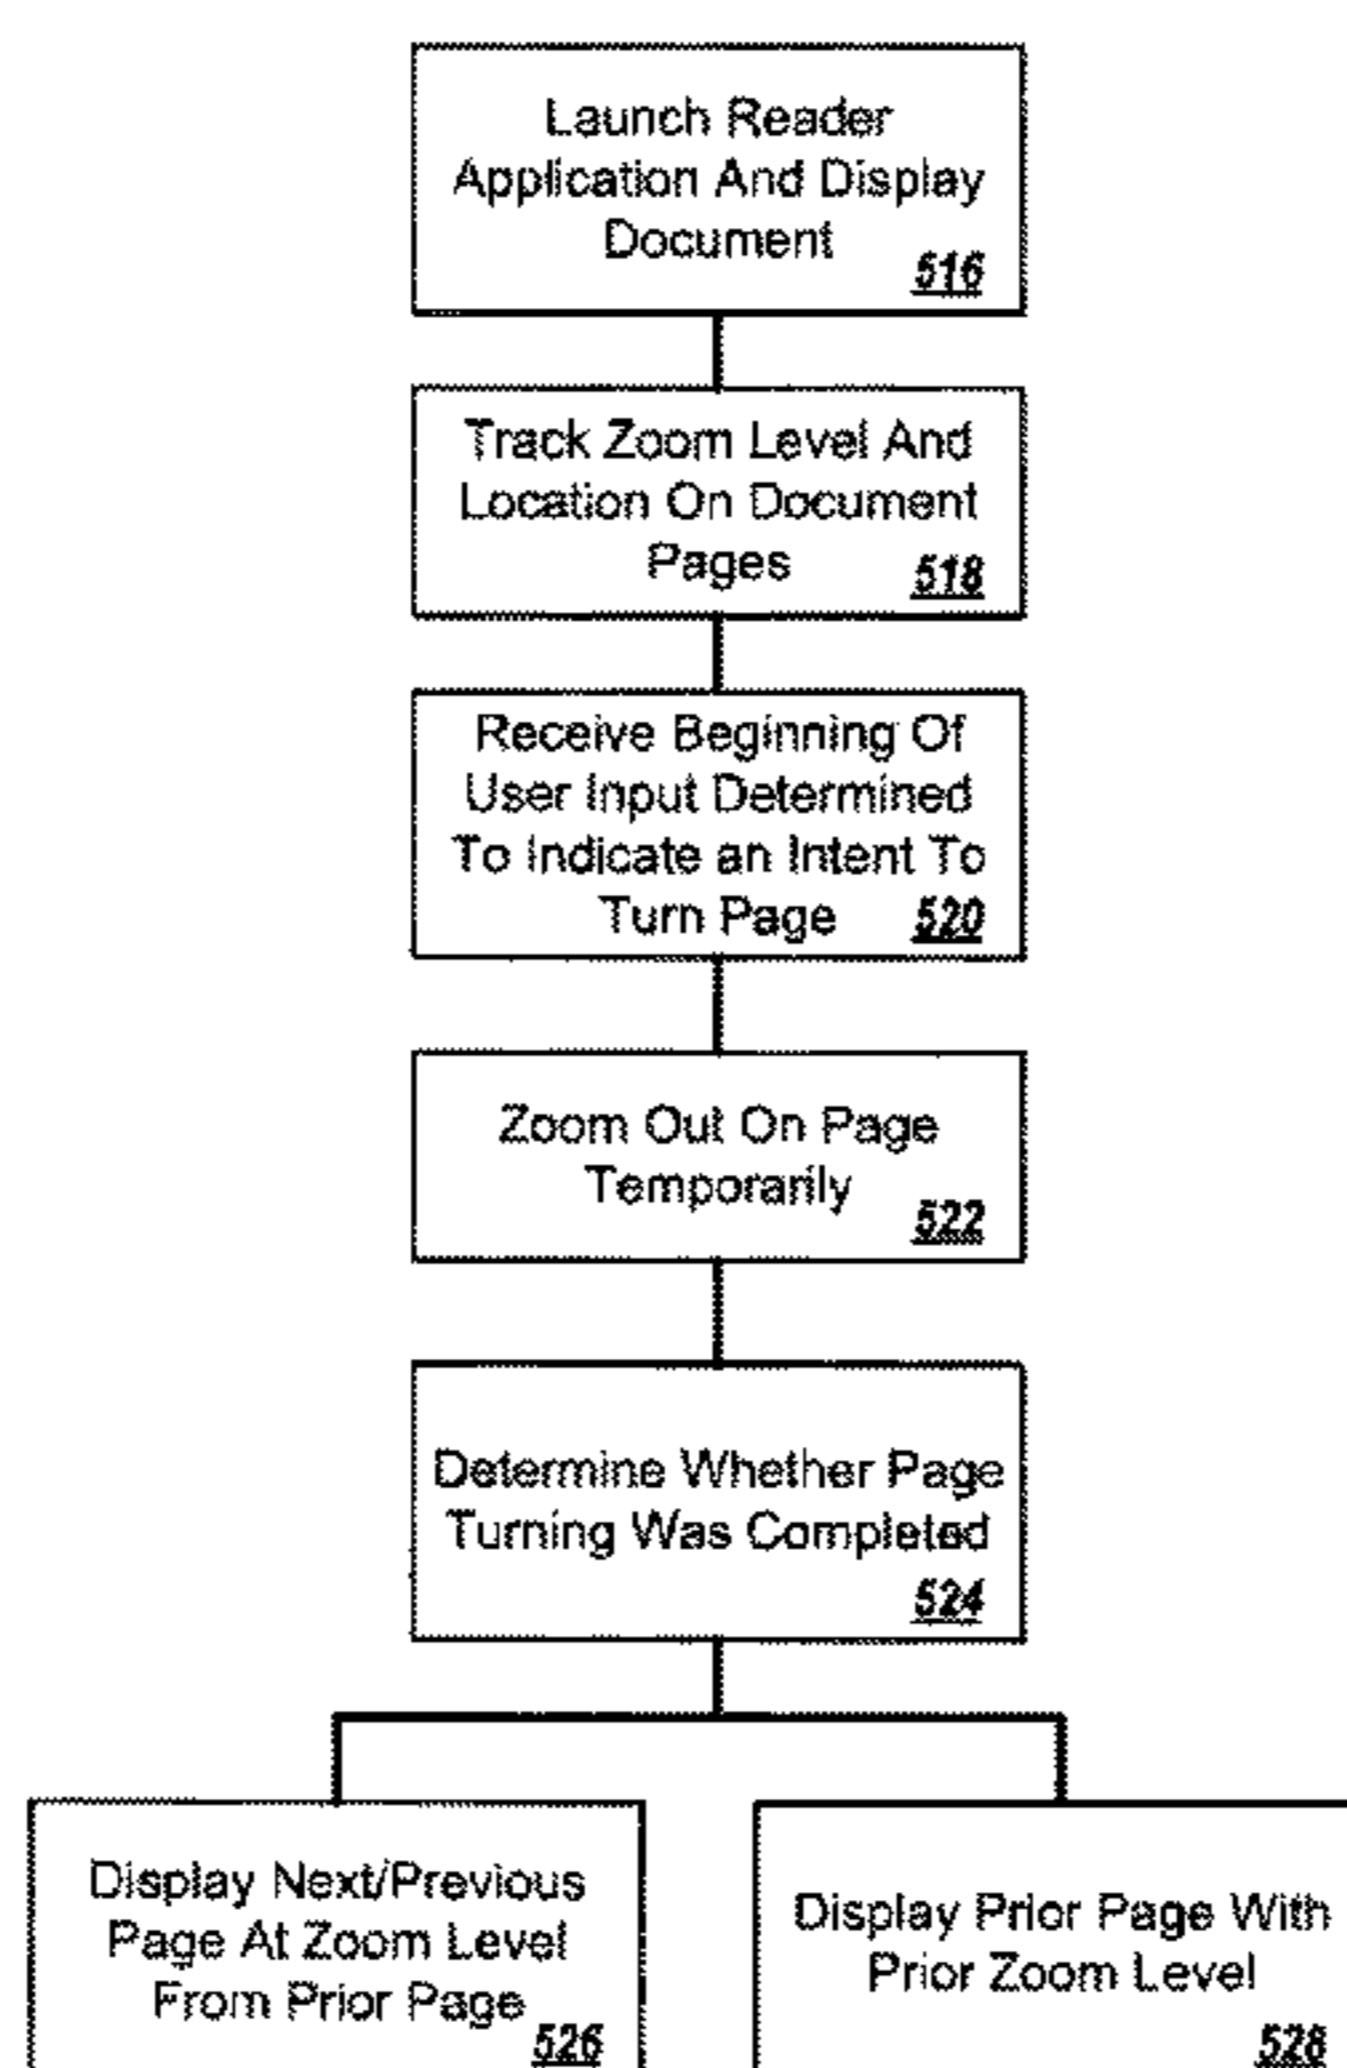 Launch Reader
Application And Display
Document
516
Track Zoom Level And
Location On Document
Pages
518
Receive Beginning Of
User Input Determined
To Indicate an Intent To
Turn Page
520
Zoom Out On Page
Temporarily
522
Determine Whether Page
Turning Was Completed
524
Display Next/Previous
Page At Zoom Level
From Prior Page
526
Display Prior Page With
Prior Zoom Level
528